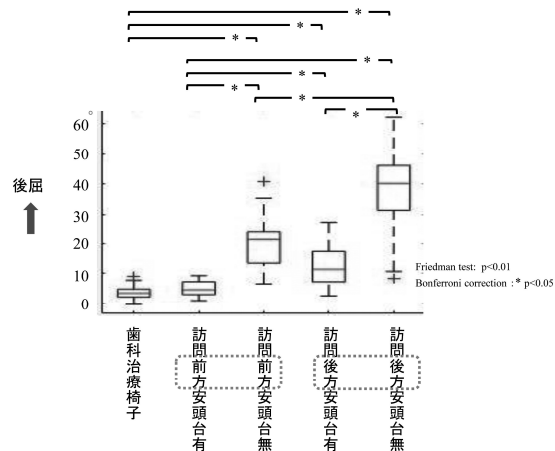 *
*
*
*
*
*
*
*
°
60
50
40
30
20
10
0
後屈
Friedman test: p<0.01
Bonferroni correction : * p<0.05
歯科治療椅子
訪問前方安頭台有
訪問前方安頭台無
訪問後方安頭台有
訪問後方安頭台無